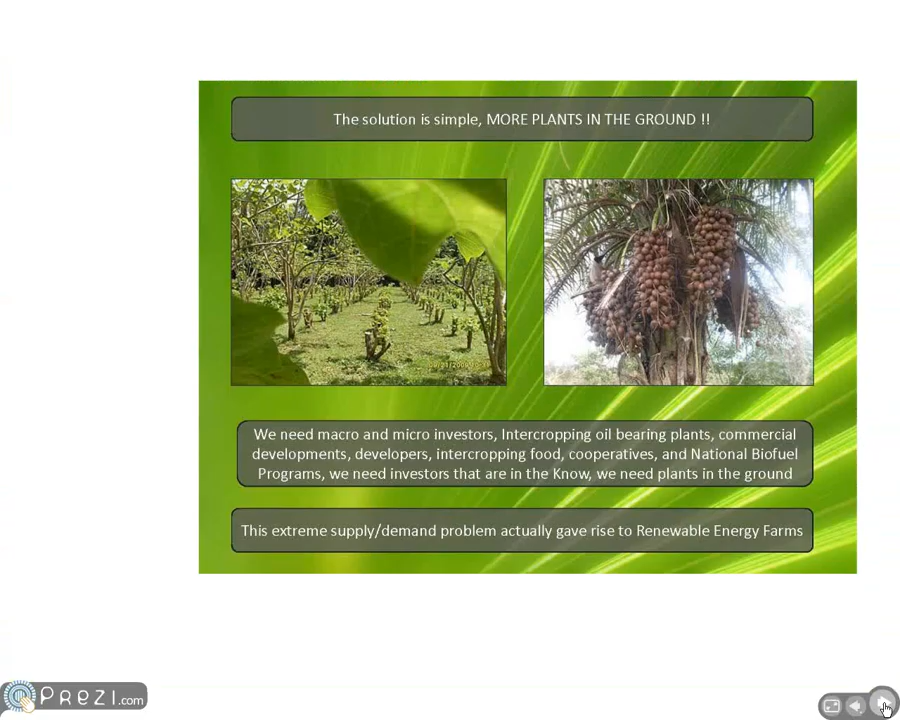 The solution is simple, MORE PLANTS IN THE GROUND !!
We need macro and micro investors, Intercropping oil bearing plants, commercial
developments, developers, intercropping food, cooperatives, and National Biofuel
Programs, we need investors that are in the Know, we need plants in the ground
This extreme supply/demand problem actually gave rise to Renewable Energy Farms
Prezi.com